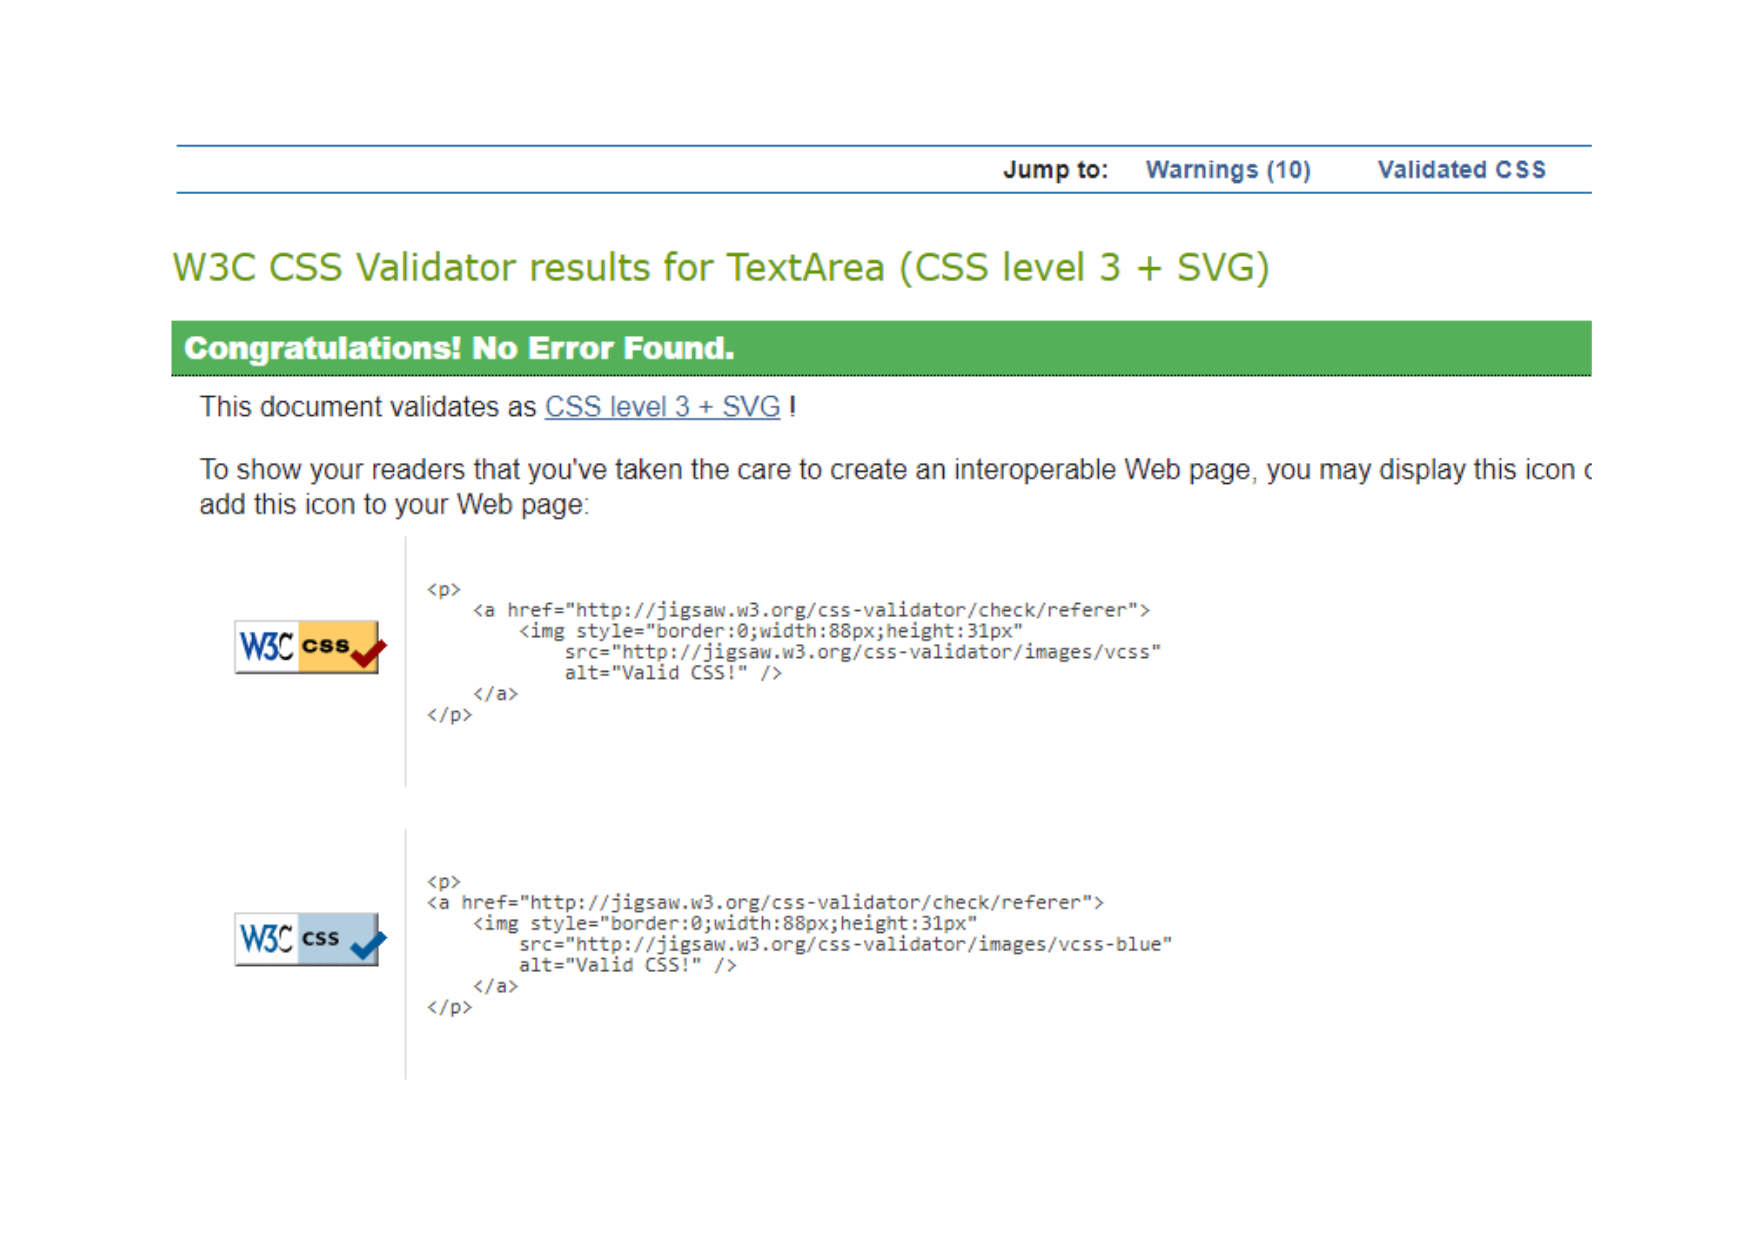 Jump to: Warnings (10) Validated CSS
W3C CSS Validator results for TextArea (CSS level 3 + SVG)
Congratulations! No Error Found.
This document validates as CSS level 3 + SVG !
To show your readers that you've taken the care to create an interoperable Web page, you may display this icon
add this icon to your Web page:
<p>
<a href="http://jigsaw.w3.org/css-validator/check/referer">
<img style="border:0;width:88px;height:31px"
W3C css
src="http://jigsaw.w3.org/css-validator/images/vcss"
alt="Valid CSS!" />
</a>
</p>
<p>
<a href="http://jigsaw.w3.org/css-validator/check/referer">
<img style="border:0;width:88px;height:31px"
W3C css
src="http://jigsaw.w3.org/css-validator/images/vcss-blue"
alt="Valid CSS!" />
</a>
</p>